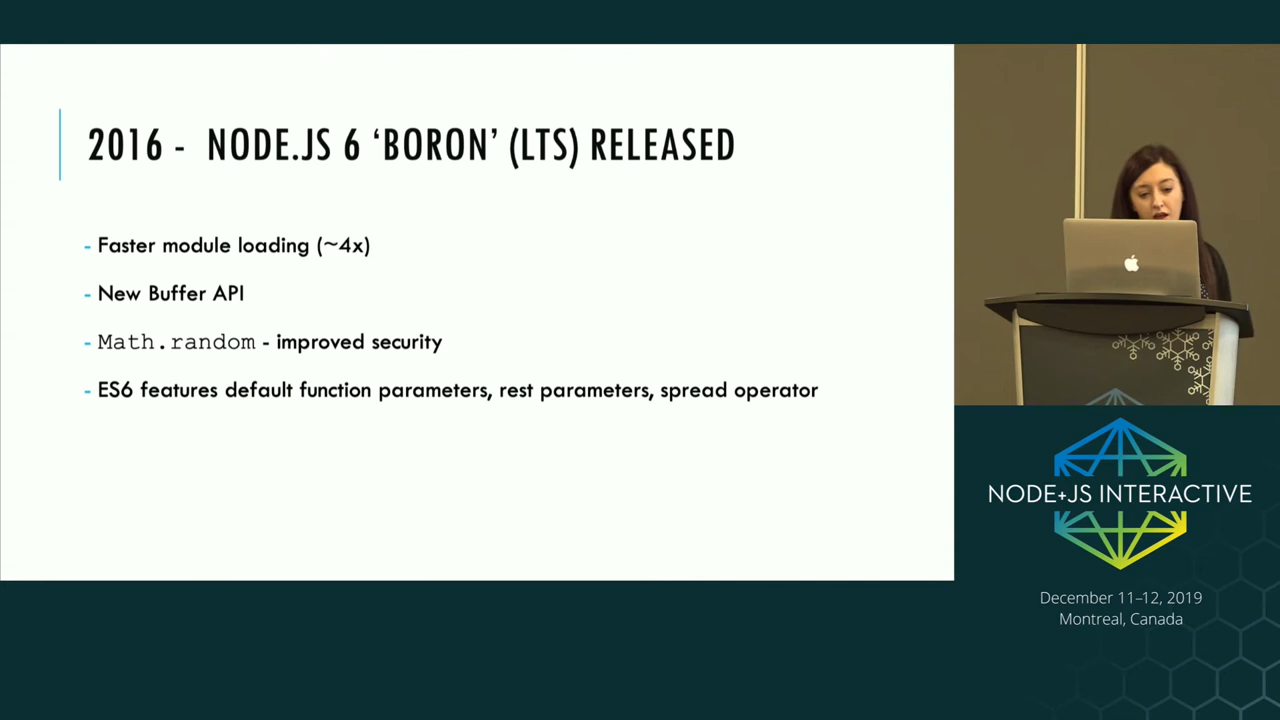 2016 - NODE.JS 6 ‘BORON’ (LTS) RELEASED
- Faster module loading (~4x)
- New Buffer API
- Math.random - improved security
- ES6 features default function parameters, rest parameters, spread operator
NODE+JS INTERACTIVE
December 11–12, 2019
Montreal, Canada